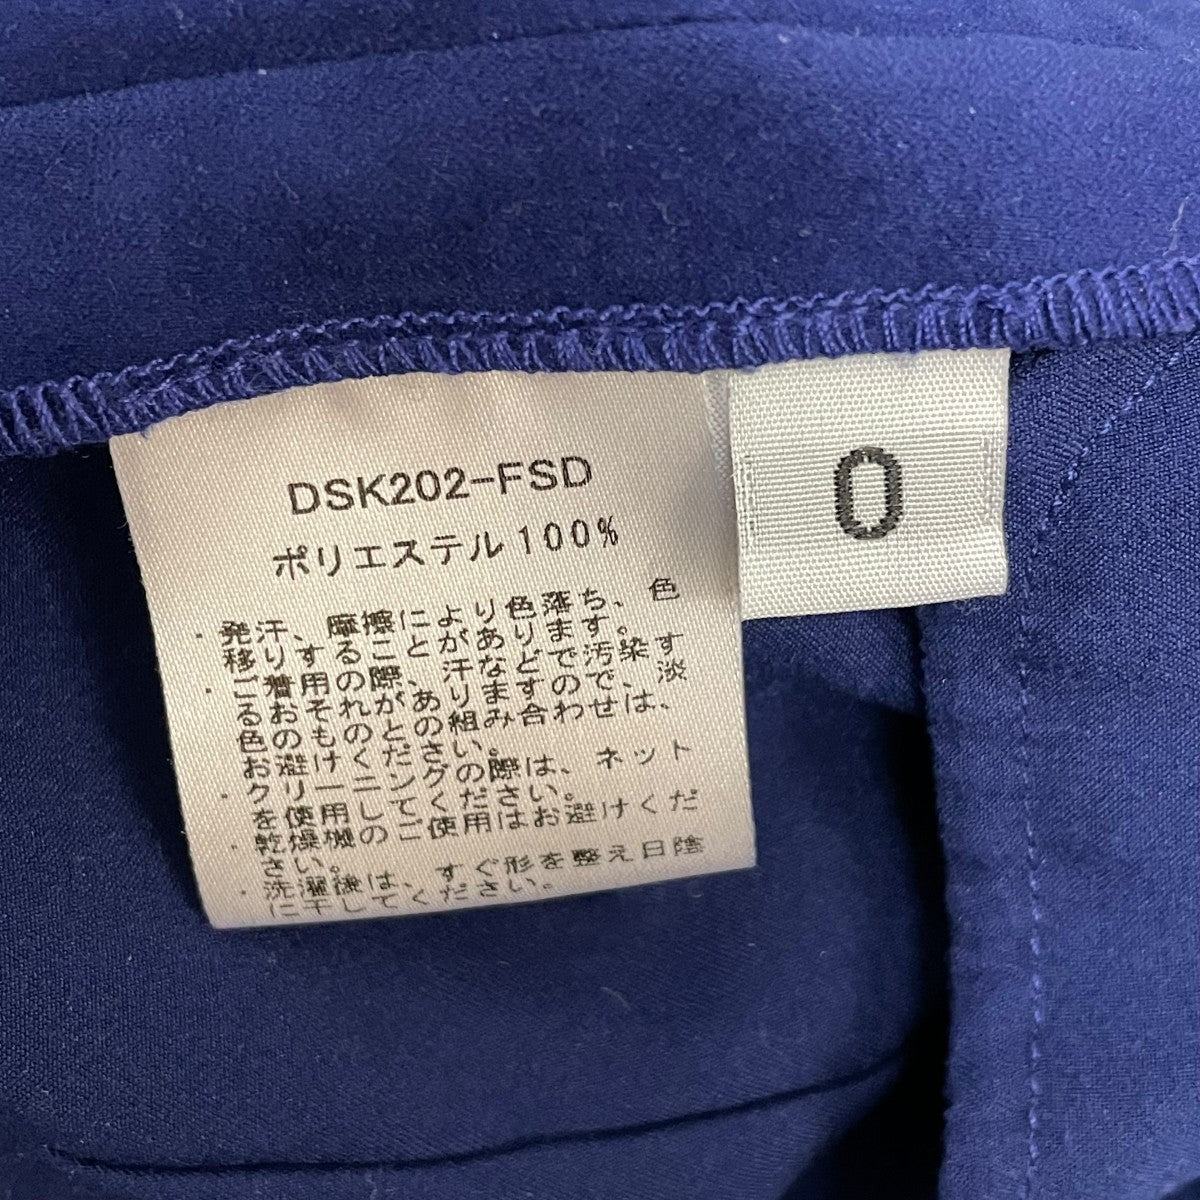 DSK202-FSD
ポリエステル100%
・発汗、摩擦により色落ち、色
移りすることがあります。
・ご着用の際、汗などで汚染す
るおそれがありますので、淡
色のものとの組み合わせは、
お避けください。
・クリーニングの際は、ネット
を使用してください。
・乾燥機のご使用はお避けくだ
さい。
・洗濯後は、すぐ形を整え日陰
に干してください。
0